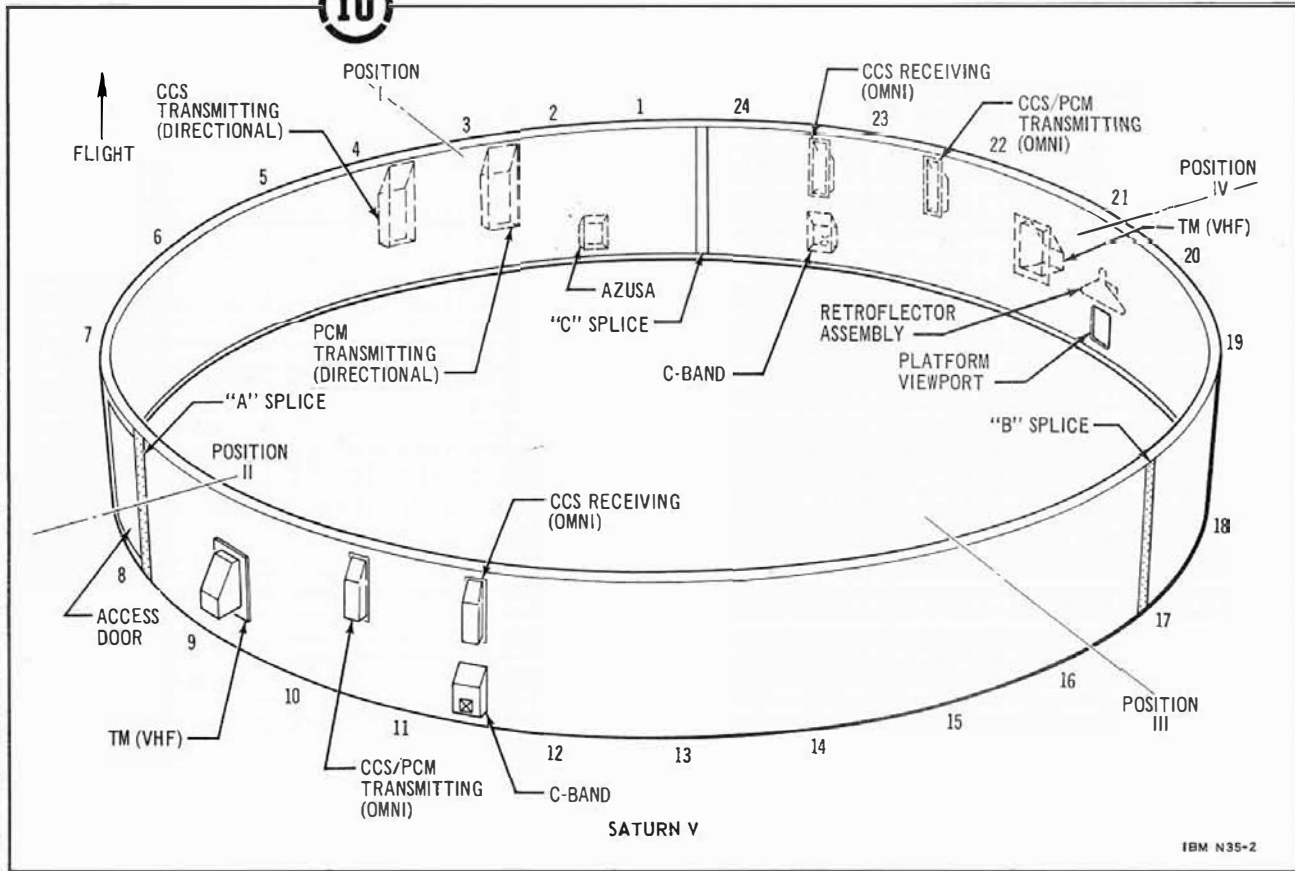 IU
POSITION
I
CCS
TRANSMITTING
(DIRECTIONAL)
FLIGHT
CCS RECEIVING
(OMNI)
CCS/PCM
TRANSMITTING
(OMNI)
POSITION
IV
TM (VHF)
1
2
3
4
5
6
7
24
23
22
21
20
19
AZUSA
"C" SPLICE
PCM
TRANSMITTING
(DIRECTIONAL)
C-BAND
RETROFLECTOR
ASSEMBLY
PLATFORM
VIEWPORT
"A" SPLICE
POSITION
II
"B" SPLICE
CCS RECEIVING
(OMNI)
18
8
ACCESS
DOOR
9
10
11
12
13
14
15
16
17
POSITION
III
TM (VHF)
CCS/PCM
TRANSMITTING
(OMNI)
C-BAND
SATURN V
IBM N35-2